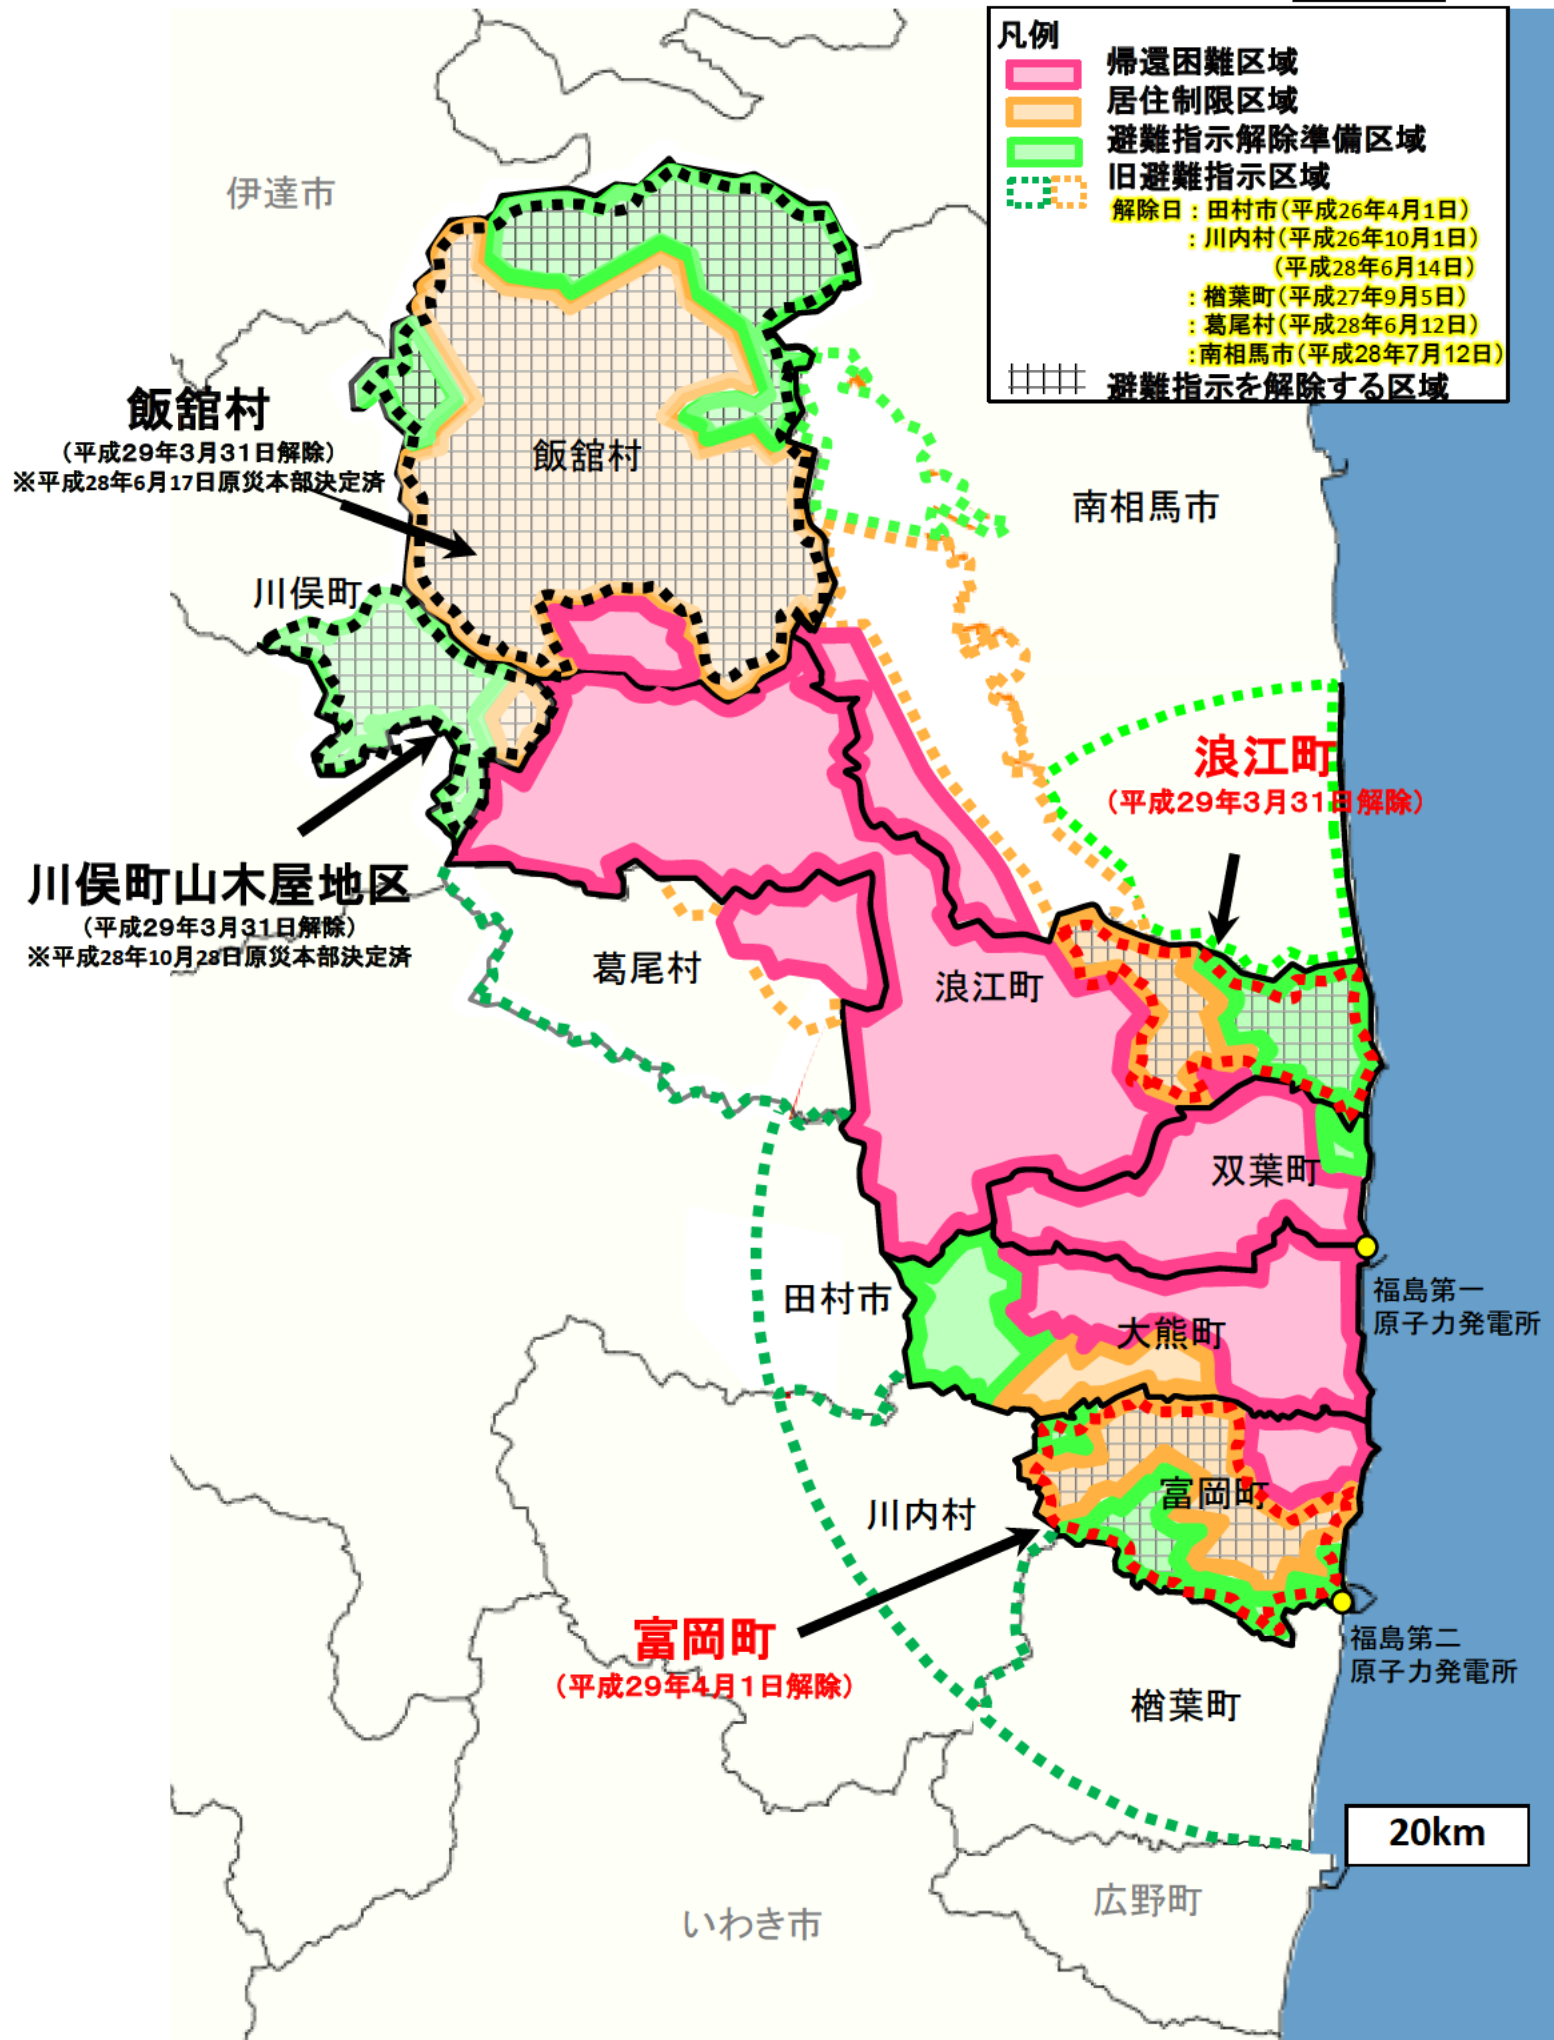 凡例
帰還困難区域
居住制限区域
避難指示解除準備区域
旧避難指示区域
解除日：田村市（平成26年4月1日）
：川内村（平成26年10月1日）
（平成28年6月14日）
：楢葉町（平成27年9月5日）
：葛尾村（平成28年6月12日）
：南相馬市（平成28年7月12日）
避難指示を解除する区域
伊達市
飯舘村
（平成29年3月31日解除）
※平成28年6月17日原災本部決定済
飯舘村
南相馬市
川俣町
浪江町
（平成29年3月31日解除）
川俣町山木屋地区
（平成29年3月31日解除）
※平成28年10月28日原災本部決定済
葛尾村
浪江町
双葉町
田村市
福島第一
原子力発電所
大熊町
富岡町
川内村
富岡町
（平成29年4月1日解除）
福島第二
原子力発電所
楢葉町
20km
広野町
いわき市